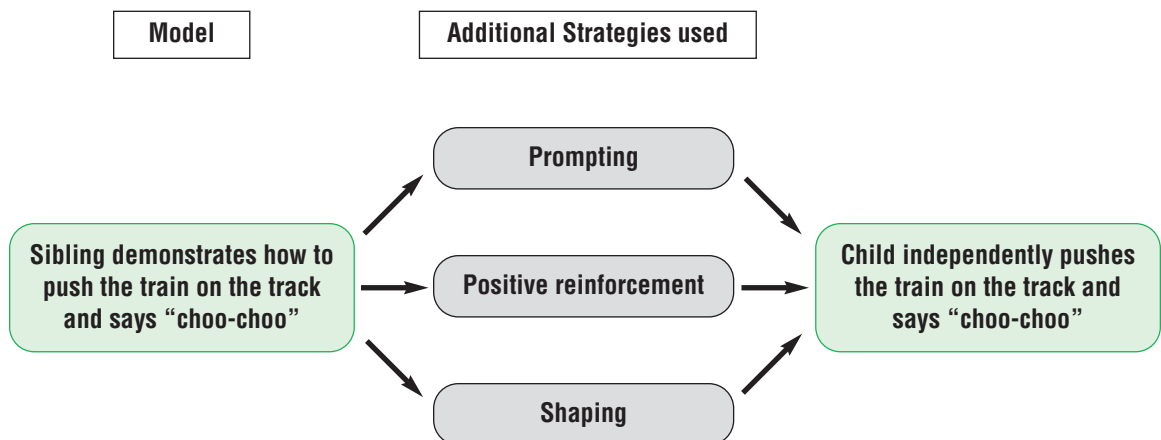 Model
Additional Strategies used
Prompting
Sibling demonstrates how to
push the train on the track
and says “choo-choo”
Positive reinforcement
Child independently pushes
the train on the track and
says “choo-choo”
Shaping